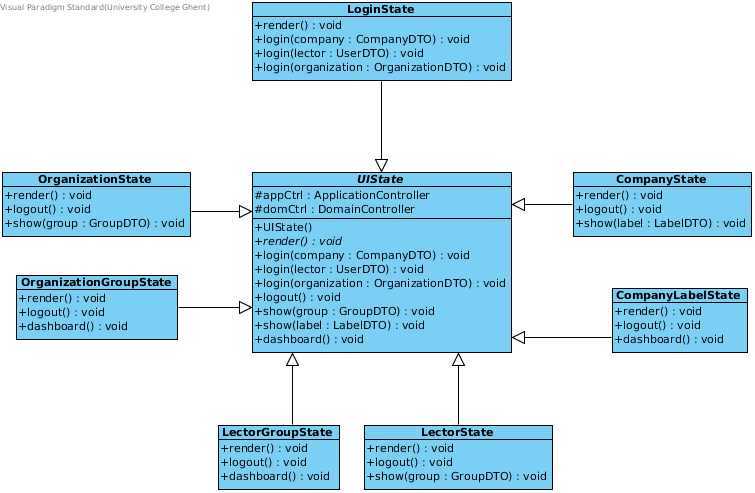 Visual Paradigm Standard(University College Ghent)
LoginState
+render() : void
+login(company : CompanyDTO) : void
+login(lector : UserDTO) : void
+login(organization : OrganizationDTO) : void
OrganizationState
+render() : void
+logout() : void
+show(group : GroupDTO) : void
UIState
#appCtrl : ApplicationController
#domCtrl : DomainController
+UIState()
+render() : void
+login(company : CompanyDTO) : void
+login(lector : UserDTO) : void
+login(organization : OrganizationDTO) : void
+logout() : void
+show(group : GroupDTO) : void
+show(label : LabelDTO) : void
+dashboard() : void
CompanyState
+render() : void
+logout() : void
+show(label : LabelDTO) : void
OrganizationGroupState
+render() : void
+logout() : void
+dashboard() : void
CompanyLabelState
+render() : void
+logout() : void
+dashboard() : void
LectorGroupState
+render() : void
+logout() : void
+dashboard() : void
LectorState
+render() : void
+logout() : void
+show(group : GroupDTO) : void